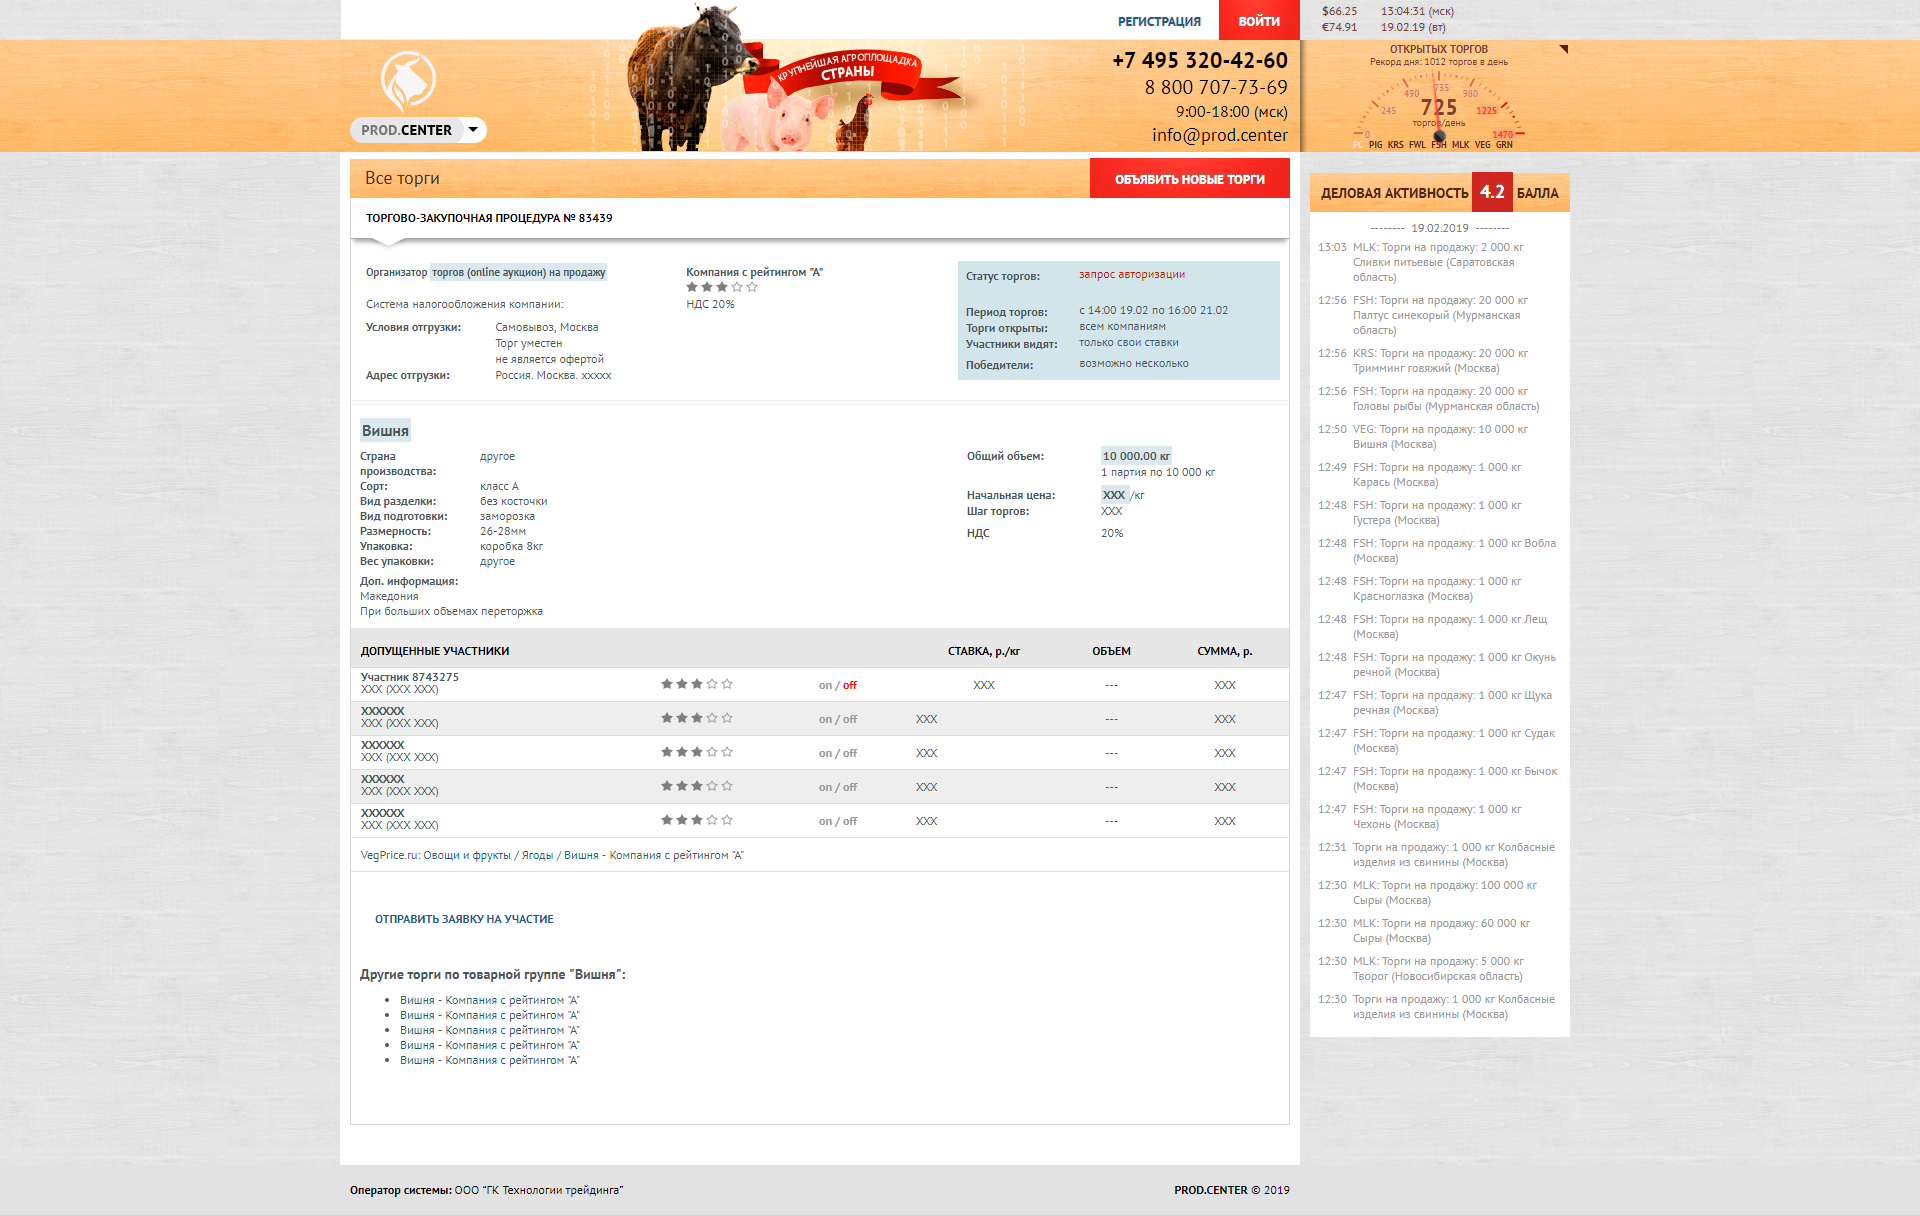 РЕГИСТРАЦИЯ
ВОЙТИ
$66.25 13:04:31 (мск)
€74.91 19.02.19 (вт)
PROD.CENTER
КРУПНЕЙШАЯ АГРОПЛОЩАДКА
СТРАНЫ
+7 495 320-42-60
8 800 707-73-69
9:00-18:00 (мск)
info@prod.center
ОТКРЫТЫХ ТОРГОВ
Рекорд дня: 1012 торгов в день
0 245 490 735 980 1225 1470
725
торгов/день
PC PIG KRS FWL FSH MLK VEG GRN
Все торги
ОБЪЯВИТЬ НОВЫЕ ТОРГИ
ТОРГОВО-ЗАКУПОЧНАЯ ПРОЦЕДУРА № 83439
Организатор торгов (online аукцион) на продажу
Компания с рейтингом "А"
Система налогообложения компании: НДС 20%
Условия отгрузки: Самовывоз, Москва
Торг уместен
не является офертой
Адрес отгрузки: Россия. Москва. ххххх
Статус торгов: запрос авторизации
Период торгов: с 14:00 19.02 по 16:00 21.02
Торги открыты: всем компаниям
Участники видят: только свои ставки
Победители: возможно несколько
Вишня
Страна производства: другое
Сорт: класс А
Вид разделки: без косточки
Вид подготовки: заморозка
Размерность: 26-28мм
Упаковка: коробка 8кг
Вес упаковки: другое
Доп. информация:
Македония
При больших объемах переторжка
Общий объем: 10 000.00 кг
1 партия по 10 000 кг
Начальная цена: XXX /кг
Шаг торгов: XXX
НДС 20%
ДОПУЩЕННЫЕ УЧАСТНИКИ СТАВКА, р./кг ОБЪЕМ СУММА, р.
Участник 8743275
XXX (XXX XXX) on / off XXX --- XXX
XXXXXX
XXX (XXX XXX) on / off XXX --- XXX
XXXXXX
XXX (XXX XXX) on / off XXX --- XXX
XXXXXX
XXX (XXX XXX) on / off XXX --- XXX
XXXXXX
XXX (XXX XXX) on / off XXX --- XXX
VegPrice.ru: Овощи и фрукты / Ягоды / Вишня - Компания с рейтингом "А"
ОТПРАВИТЬ ЗАЯВКУ НА УЧАСТИЕ
Другие торги по товарной группе "Вишня":
Вишня - Компания с рейтингом "А"
Вишня - Компания с рейтингом "А"
Вишня - Компания с рейтингом "А"
Вишня - Компания с рейтингом "А"
Вишня - Компания с рейтингом "А"
ДЕЛОВАЯ АКТИВНОСТЬ 4.2 БАЛЛА
-------- 19.02.2019 --------
13:03 MLK: Торги на продажу: 2 000 кг
Сливки питьевые (Саратовская
область)
12:56 FSH: Торги на продажу: 20 000 кг
Палтус синекорый (Мурманская
область)
12:56 KRS: Торги на продажу: 20 000 кг
Тримминг говяжий (Москва)
12:56 FSH: Торги на продажу: 20 000 кг
Головы рыбы (Мурманская область)
12:50 VEG: Торги на продажу: 10 000 кг
Вишня (Москва)
12:49 FSH: Торги на продажу: 1 000 кг
Карась (Москва)
12:48 FSH: Торги на продажу: 1 000 кг
Густера (Москва)
12:48 FSH: Торги на продажу: 1 000 кг Вобла
(Москва)
12:48 FSH: Торги на продажу: 1 000 кг
Красноглазка (Москва)
12:48 FSH: Торги на продажу: 1 000 кг Лещ
(Москва)
12:48 FSH: Торги на продажу: 1 000 кг Окунь
речной (Москва)
12:47 FSH: Торги на продажу: 1 000 кг Щука
речная (Москва)
12:47 FSH: Торги на продажу: 1 000 кг Судак
(Москва)
12:47 FSH: Торги на продажу: 1 000 кг Бычок
(Москва)
12:47 FSH: Торги на продажу: 1 000 кг
Чехонь (Москва)
12:31 Торги на продажу: 1 000 кг Колбасные
изделия из свинины (Москва)
12:30 MLK: Торги на продажу: 100 000 кг
Сыры (Москва)
12:30 MLK: Торги на продажу: 60 000 кг
Сыры (Москва)
12:30 MLK: Торги на продажу: 5 000 кг
Творог (Новосибирская область)
12:30 Торги на продажу: 1 000 кг Колбасные
изделия из свинины (Москва)
Оператор системы: ООО “ГК Технологии трейдинга”
PROD.CENTER © 2019